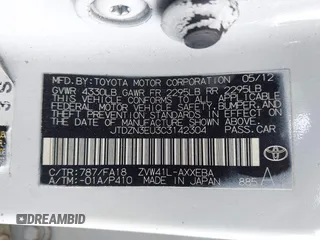 MFD.BY:TOYOTA MOTOR CORPORATION 05/12
GVWR 4330LB GAWR FR 2295LB RR 2295LB
THIS VEHICLE CONFORMS TO ALL APPLICABLE
FEDERAL MOTOR VEHICLE SAFETY, BUMPER, AND
THEFT PREVENTION STANDARDS IN EFFECT ON
THE DATE OF MANUFACTURE SHOWN ABOVE.
JTDZN3EU3C3142304 PASS.CAR
C/TR:787/FA18 ZVW41L-AXXEBA
A/TM:-01A/P410 MADE IN JAPAN 885 A
DREAMBID